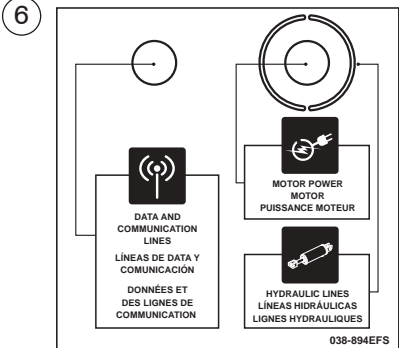 6
DATA AND
COMMUNICATION
LINES
LÍNEAS DE DATA Y
COMUNICACIÓN
DONNÉES ET
DES LIGNES DE
COMMUNICATION
MOTOR POWER
MOTOR
PUISSANCE MOTEUR
HYDRAULIC LINES
LÍNEAS HIDRÁULICAS
LIGNES HYDRAULIQUES
038-894EFS